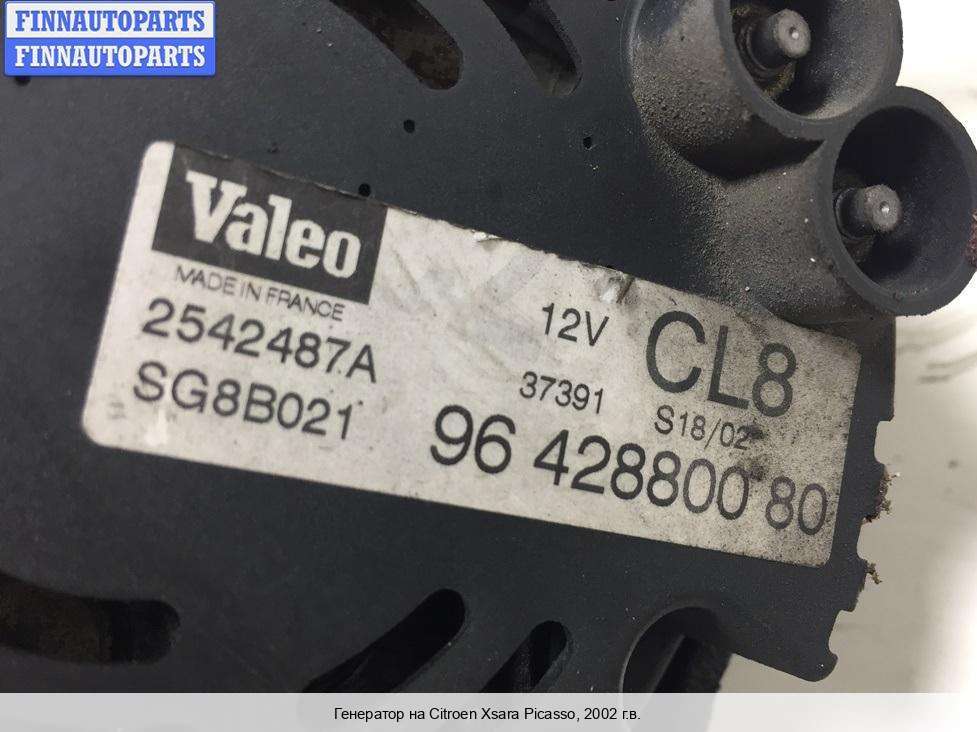 FINNAUTOPARTS
FINNAUTOPARTS
Valeo
MADE IN FRANCE
2542487A
SG8B021
12V
CL8
37391
S18/02
96 428800 80
Генератор на Citroen Xsara Picasso, 2002 г.в.